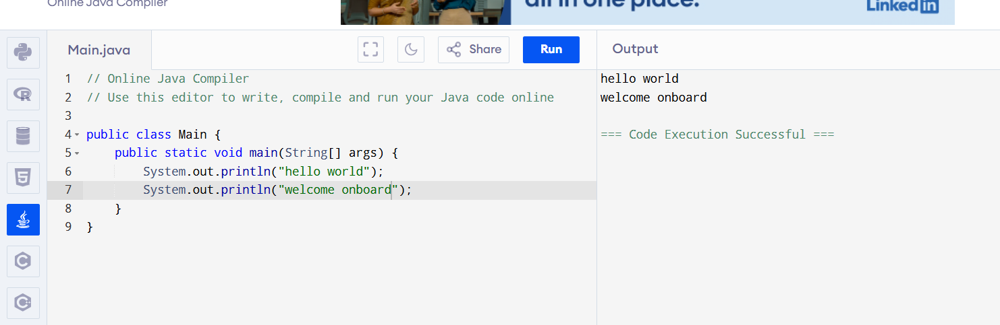 Online Java Compiler
all in one place.
Linked in
Main.java
Share
Run
Output
1 // Online Java Compiler
2 // Use this editor to write, compile and run your Java code online
3
4 public class Main {
5     public static void main(String[] args) {
6         System.out.println("hello world");
7         System.out.println("welcome onboard");
8     }
9 }
hello world
welcome onboard
=== Code Execution Successful ===